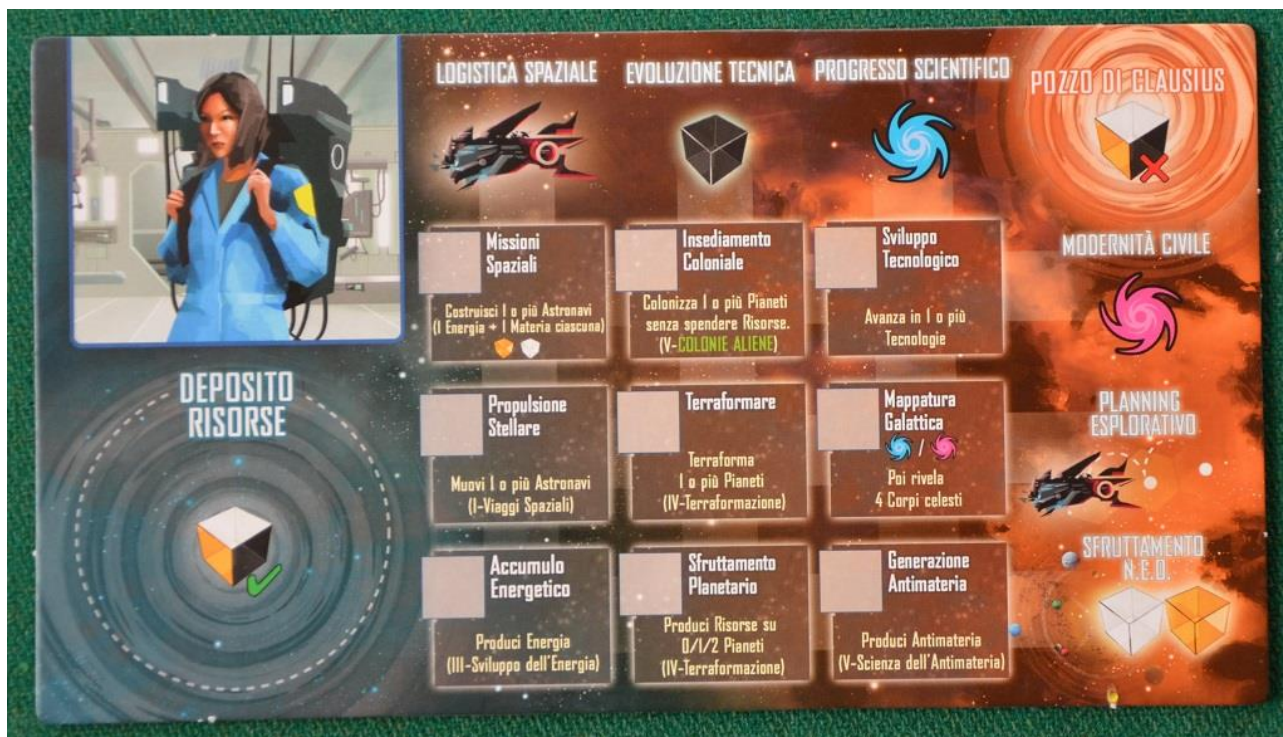 LOGISTICA SPAZIALE
EVOLUZIONE TECNICA
PROGRESSO SCIENTIFICO
POZZO DI CLAUSIUS
Missioni
Spaziali
Costruisci 1 o più Astronavi
(1 Energia + 1 Materia ciascuna)
Insediamento
Coloniale
Colonizza 1 o più Pianeti
senza spendere Risorse.
(V-COLONIE ALIENE)
Sviluppo
Tecnologico
Avanza in 1 o più
Tecnologie
MODERNITÀ CIVILE
DEPOSITO
RISORSE
Propulsione
Stellare
Muovi 1 o più Astronavi
(I-Viaggi Spaziali)
Terraformare
Terraforma
1 o più Pianeti
(IV-Terraformazione)
Mappatura
Galattica
/
Poi rivela
4 Corpi celesti
PLANNING
ESPLORATIVO
Accumulo
Energetico
Produci Energia
(III-Sviluppo dell'Energia)
Sfruttamento
Planetario
Produci Risorse su
0/1/2 Pianeti
(IV-Terraformazione)
Generazione
Antimateria
Produci Antimateria
(V-Scienza dell'Antimateria)
SFRUTTAMENTO
N.E.O.